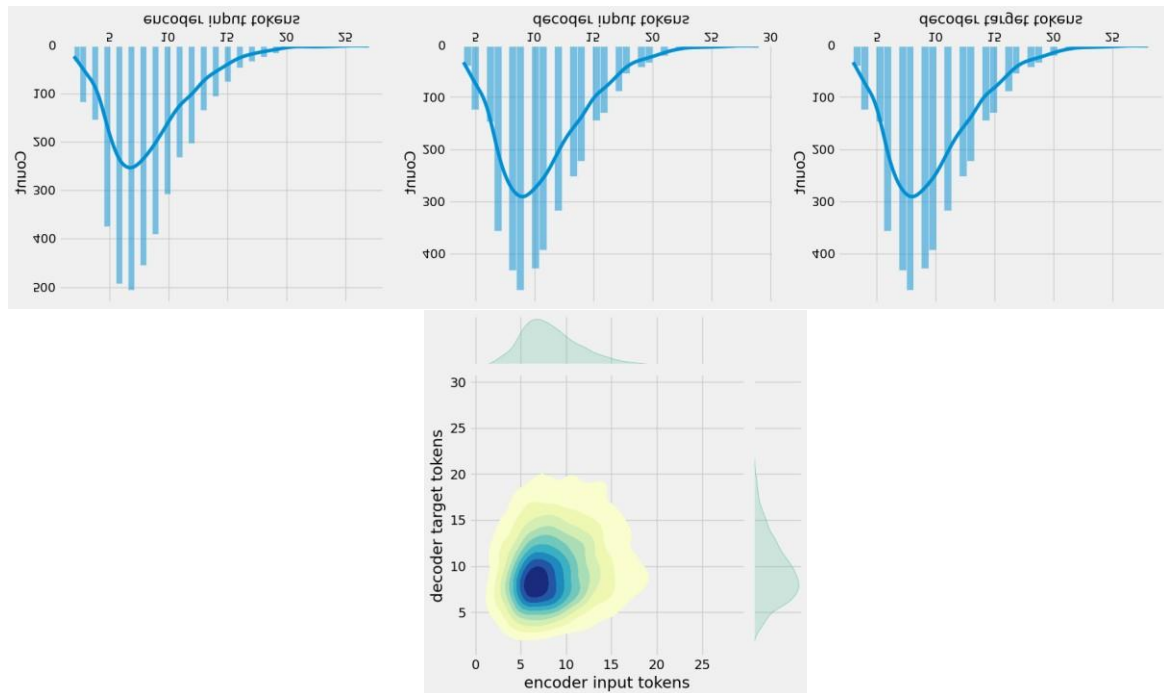 encoder input tokens
decoder input tokens
decoder target tokens
5 10 15 20 25
5 10 15 20 25 30
5 10 15 20 25
0
100
200
300
400
500
Count
0
100
200
300
400
Count
0
100
200
300
400
Count
30
25
20
15
10
5
decoder target tokens
0 5 10 15 20 25
encoder input tokens